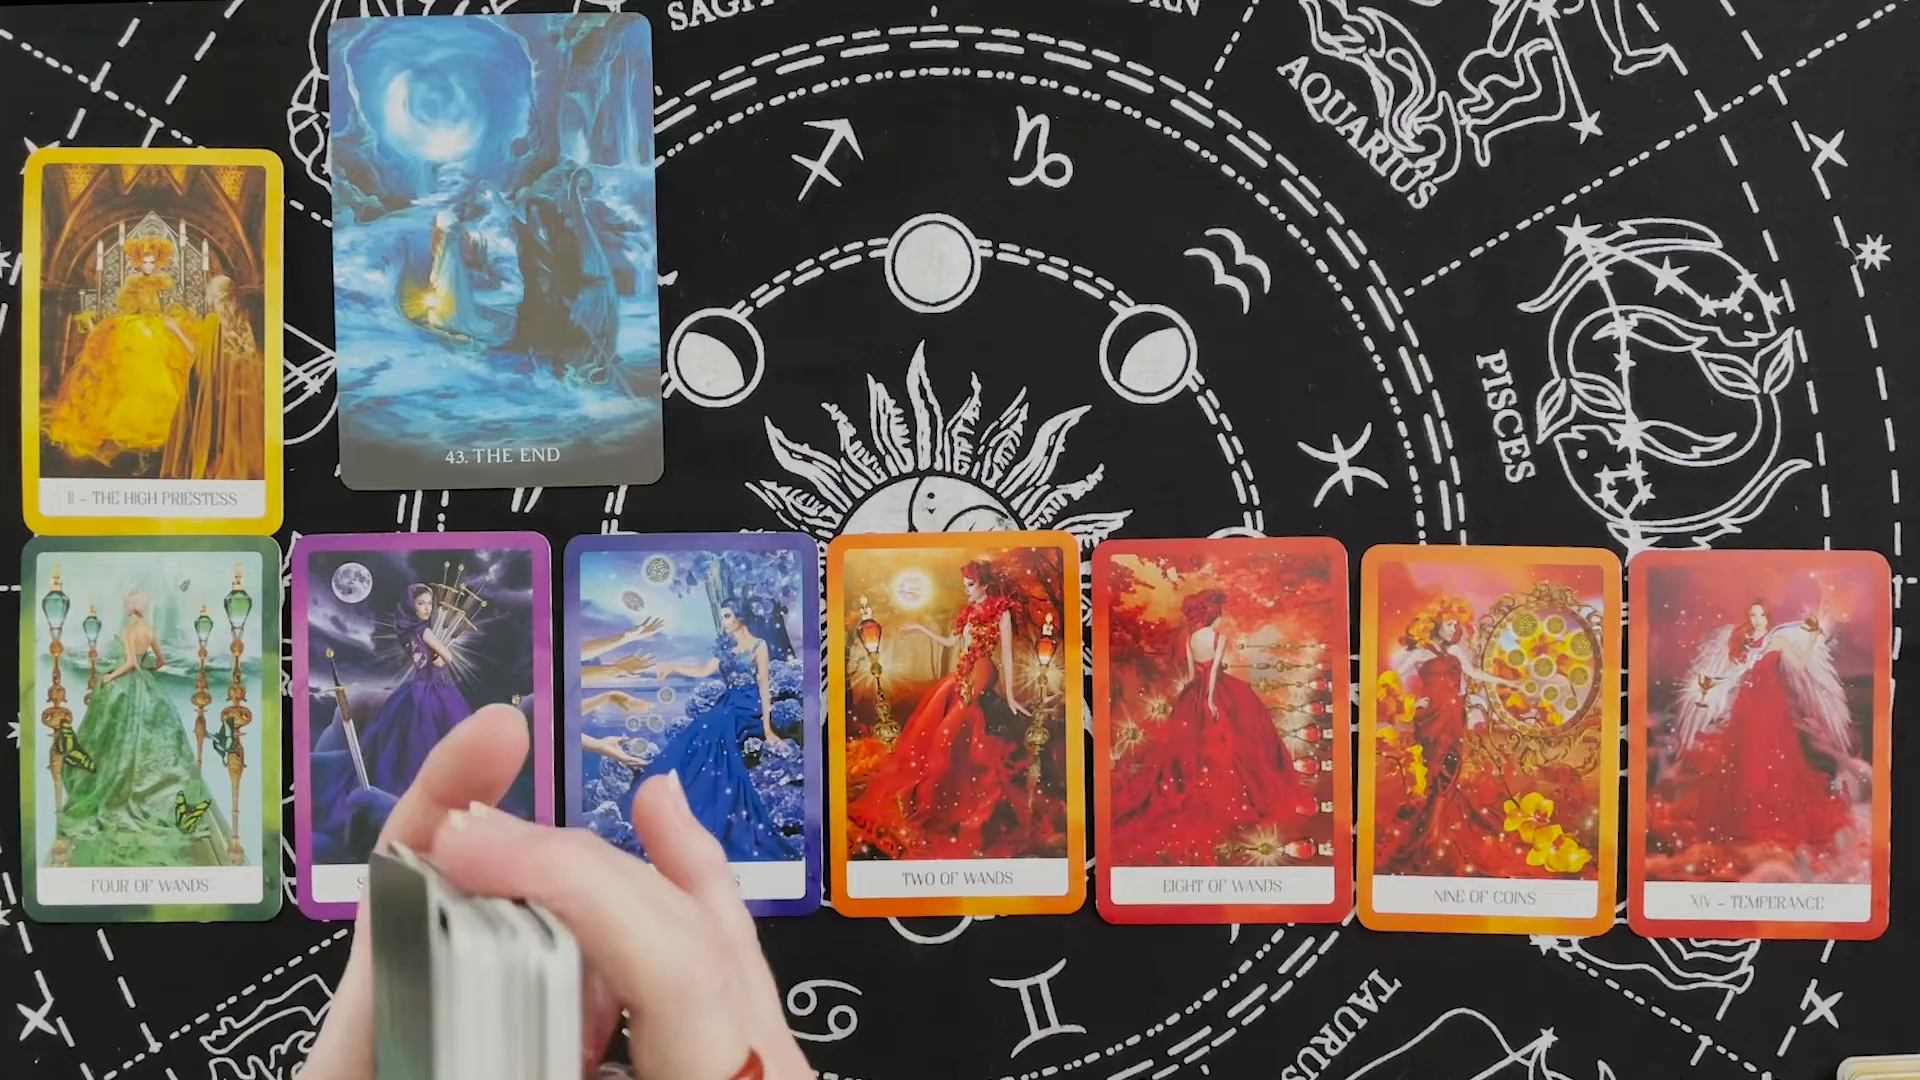 AQUARIUS
43. THE END
II – THE HIGH PRIESTESS
PISCES
FOUR OF WANDS
TWO OF WANDS
EIGHT OF WANDS
NINE OF COINS
XIV – TEMPERANCE
TAURUS